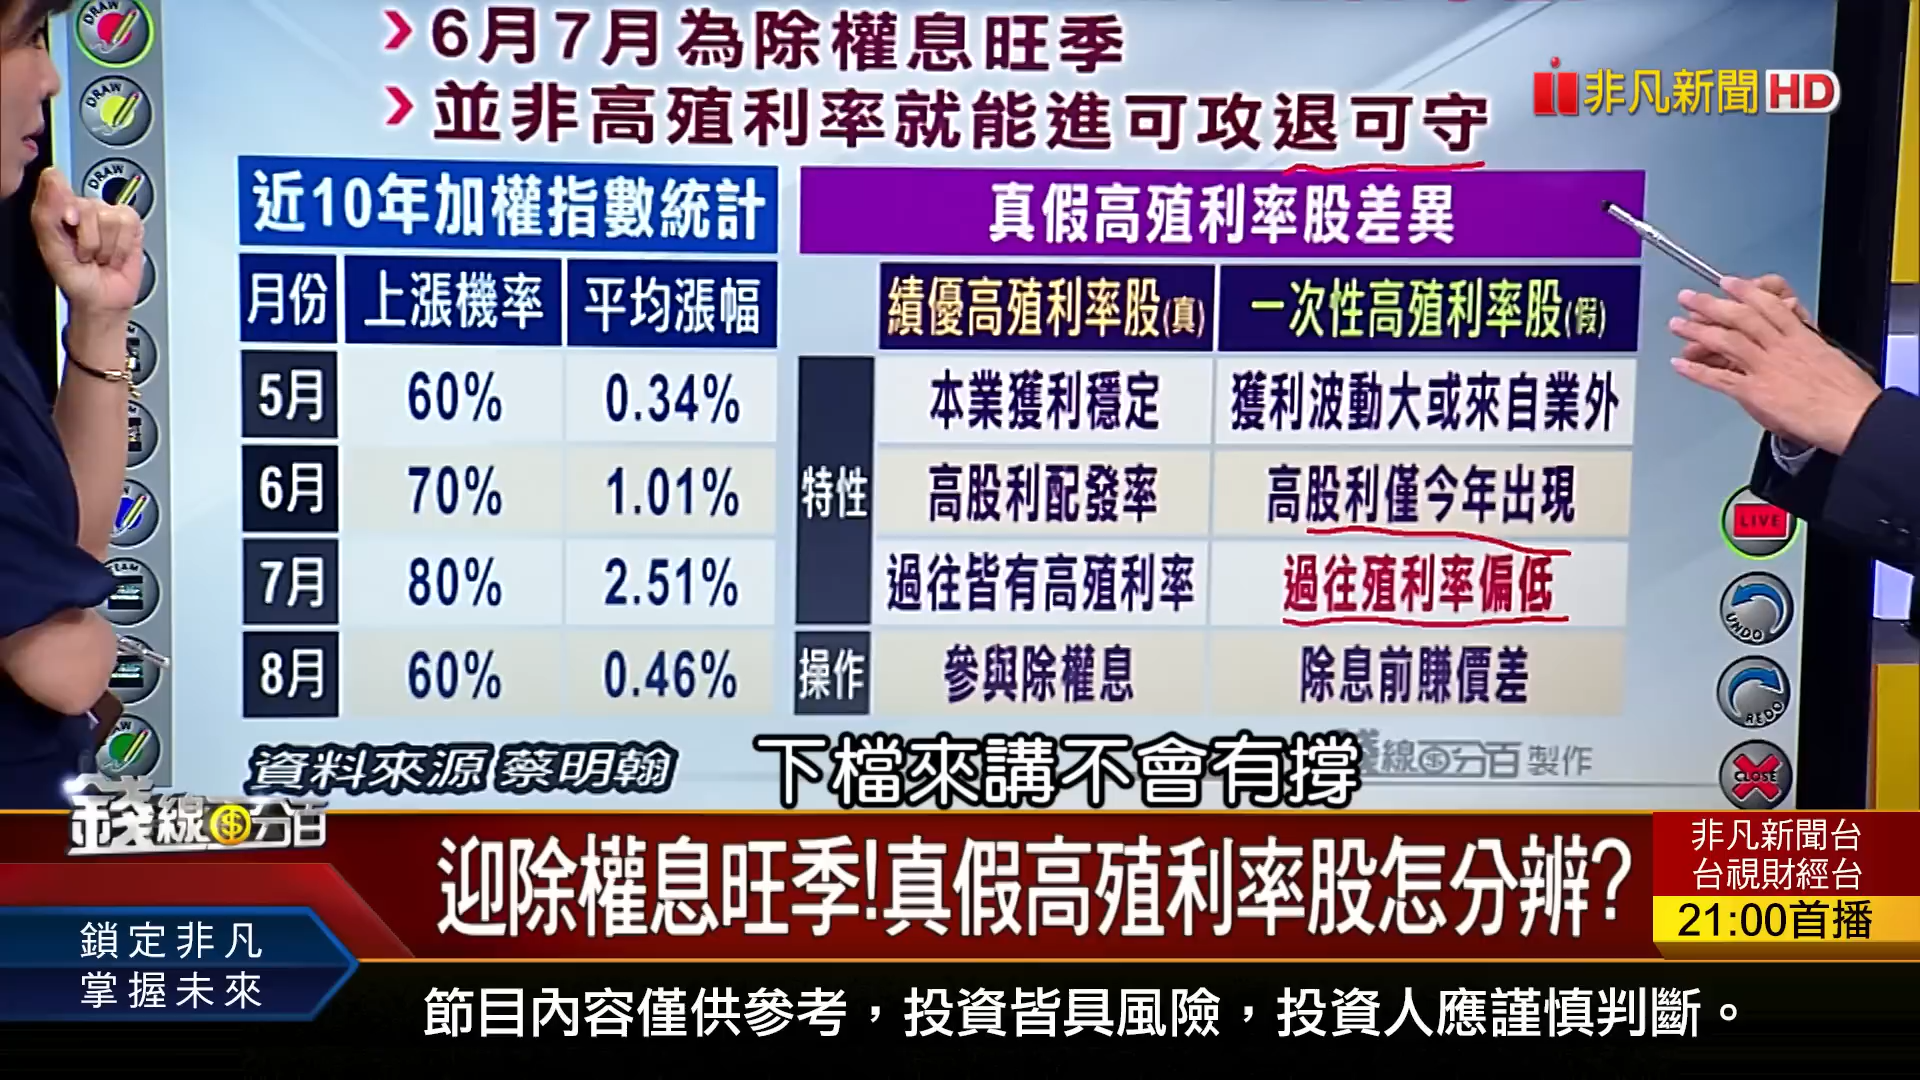 6月7月為除權息旺季
並非高殖利率就能進可攻退可守
非凡新聞HD
近10年加權指數統計
月份 上漲機率 平均漲幅
5月 60% 0.34%
6月 70% 1.01%
7月 80% 2.51%
8月 60% 0.46%
真假高殖利率股差異
績優高殖利率股(真) 一次性高殖利率股(假)
特性
本業獲利穩定 獲利波動大或來自業外
高股利配發率 高股利僅今年出現
過往皆有高殖利率 過往殖利率偏低
操作 參與除權息 除息前賺價差
DRAW
DRAW
DRAW
LIVE
UNDO
REDO
CLOSE
資料來源 蔡明翰
錢線百分百 製作
下檔來講不會有撐
錢線百分百
迎除權息旺季!真假高殖利率股怎分辨?
非凡新聞台
台視財經台
21:00首播
鎖定非凡
掌握未來
節目內容僅供參考，投資皆具風險，投資人應謹慎判斷。